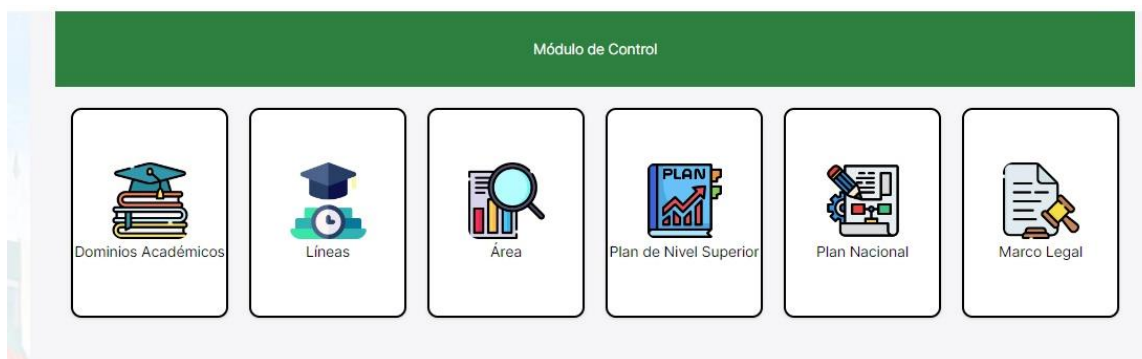 Módulo de Control
PLAN
Dominios Académicos
Líneas
Área
Plan de Nivel Superior
Plan Nacional
Marco Legal